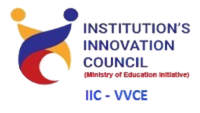 INSTITUTION'S
INNOVATION
COUNCIL
(Ministry of Education Initiative)
IIC - VVCE